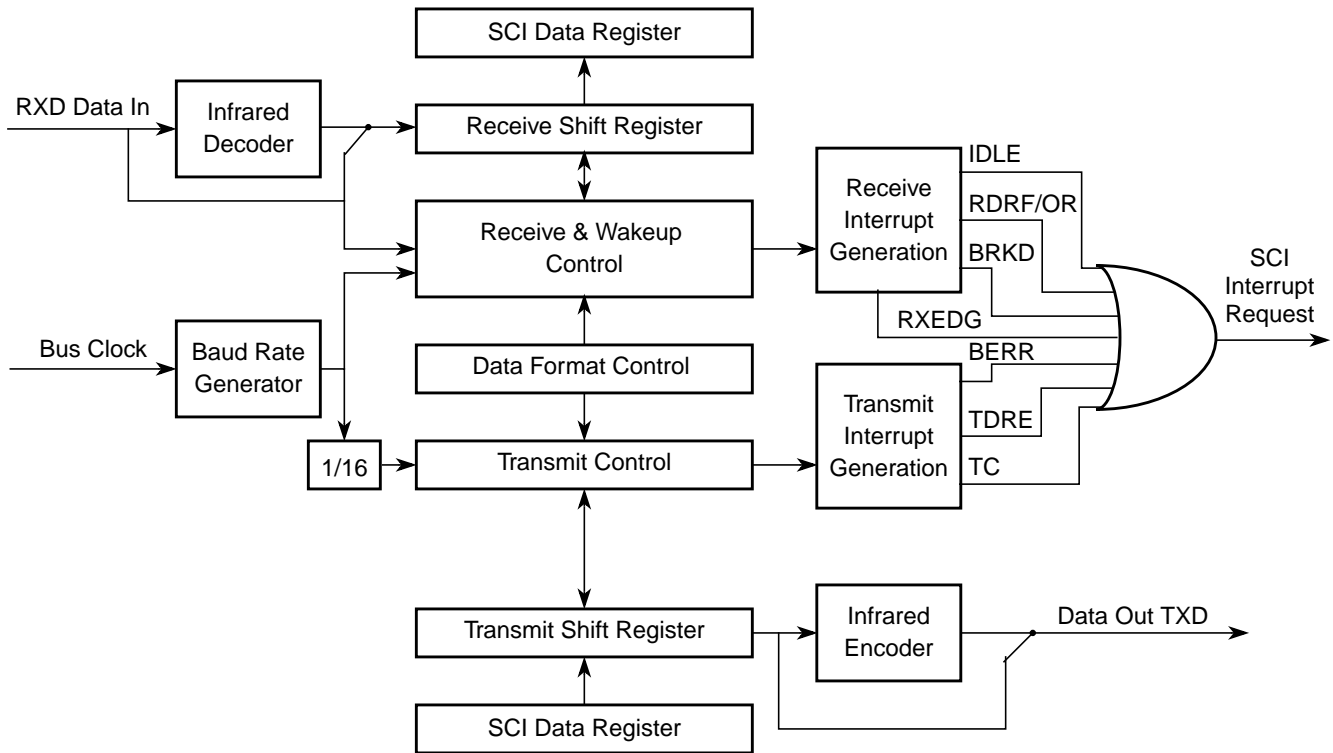 SCI Data Register
RXD Data In
Infrared
Decoder
Receive Shift Register
Receive & Wakeup
Control
Receive
Interrupt
Generation
IDLE
RDRF/OR
BRKD
RXEDG
SCI
Interrupt
Request
Bus Clock
Baud Rate
Generator
Data Format Control
BERR
Transmit
Interrupt
Generation
TDRE
TC
1/16
Transmit Control
Transmit Shift Register
Infrared
Encoder
Data Out TXD
SCI Data Register